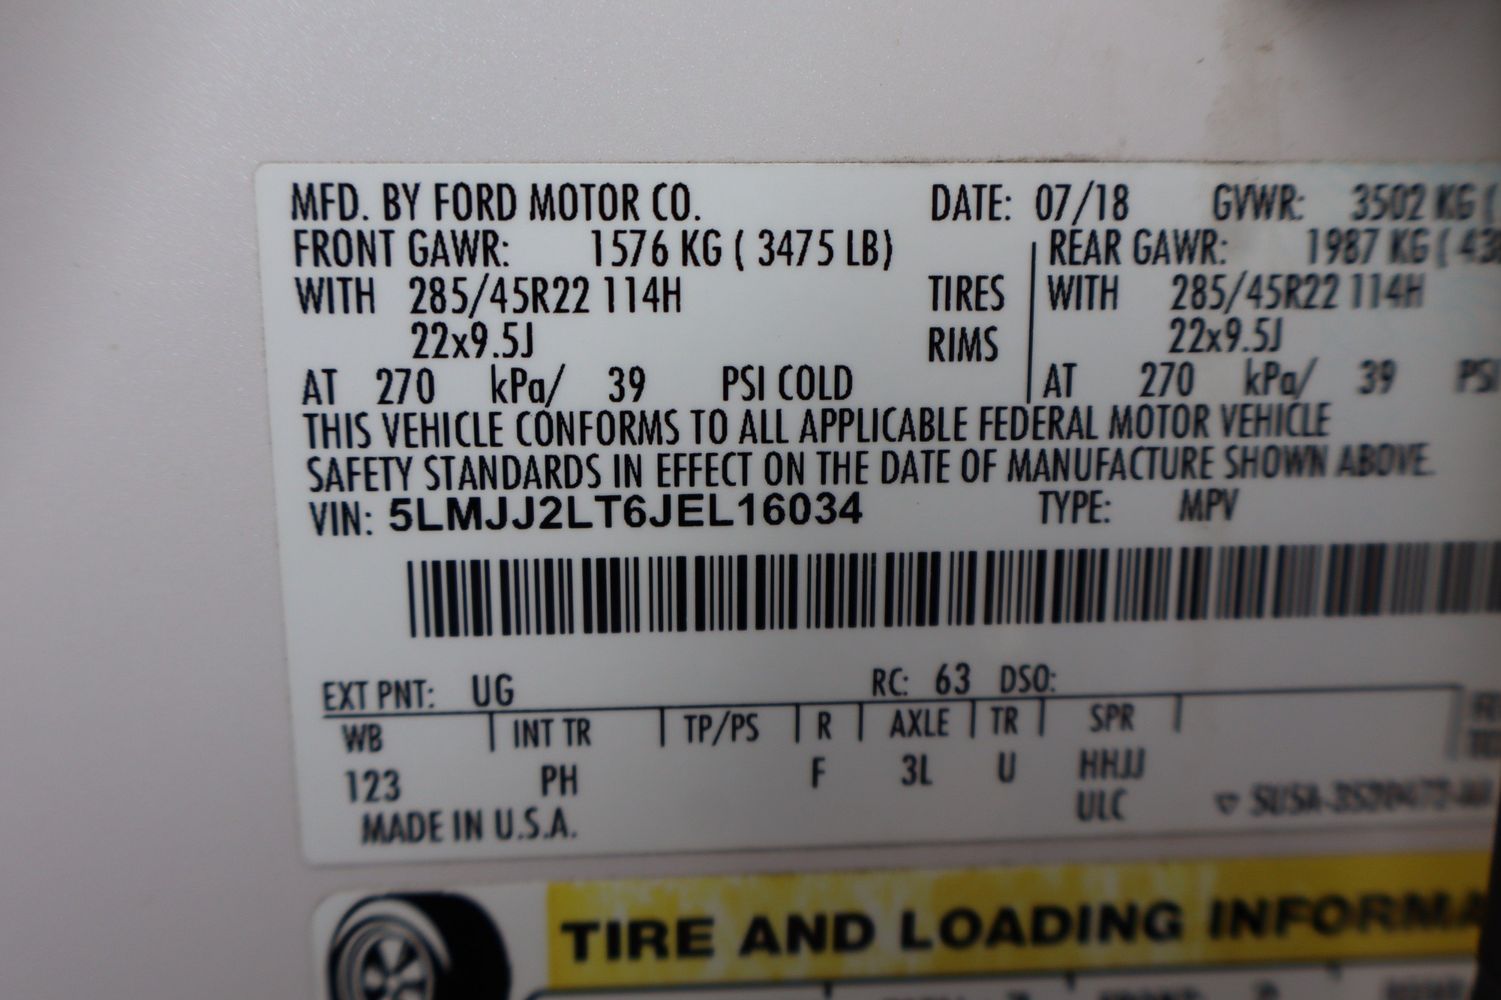 MFD. BY FORD MOTOR CO. DATE: 07/18 GVWR: 3502 KG (
FRONT GAWR: 1576 KG ( 3475 LB) REAR GAWR: 1987 KG (
WITH 285/45R22 114H TIRES WITH 285/45R22 114H
22x9.5J RIMS 22x9.5J
AT 270 kPa/ 39 PSI COLD AT 270 kPa/ 39 PSI
THIS VEHICLE CONFORMS TO ALL APPLICABLE FEDERAL MOTOR VEHICLE
SAFETY STANDARDS IN EFFECT ON THE DATE OF MANUFACTURE SHOWN ABOVE.
VIN: 5LMJJ2LT6JEL16034 TYPE: MPV
EXT PNT: UG RC: 63 DSO:
WB INT TR TP/PS R AXLE TR SPR
123 PH F 3L U HHJJ
ULC
MADE IN U.S.A.
TIRE AND LOADING INFORMA